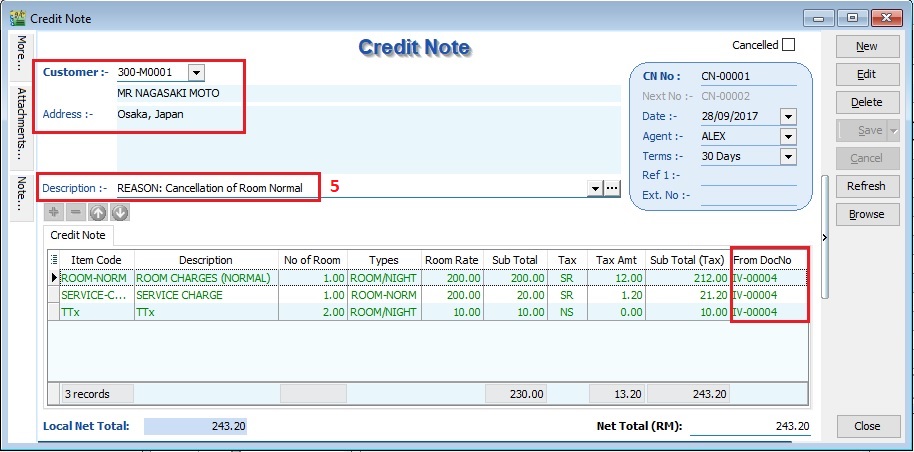 Credit Note
More...
Attachments...
Note...
Credit Note
Cancelled
Customer :- 300-M0001
MR NAGASAKI MOTO
Address :- Osaka, Japan
Description :- REASON: Cancellation of Room Normal 5
CN No : CN-00001
Next No :- CN-00002
Date :- 28/09/2017
Agent :- ALEX
Terms :- 30 Days
Ref 1 :-
Ext. No :-
New
Edit
Delete
Save
Cancel
Refresh
Browse
Credit Note
Item Code Description No of Room Types Room Rate Sub Total Tax Tax Amt Sub Total (Tax) From DocNo
ROOM-NORM ROOM CHARGES (NORMAL) 1.00 ROOM/NIGHT 200.00 200.00 SR 12.00 212.00 IV-00004
SERVICE-C... SERVICE CHARGE 1.00 ROOM-NORM 200.00 20.00 SR 1.20 21.20 IV-00004
TTx TTx 2.00 ROOM/NIGHT 10.00 10.00 NS 0.00 10.00 IV-00004
3 records 230.00 13.20 243.20
Local Net Total: 243.20 Net Total (RM): 243.20
Close